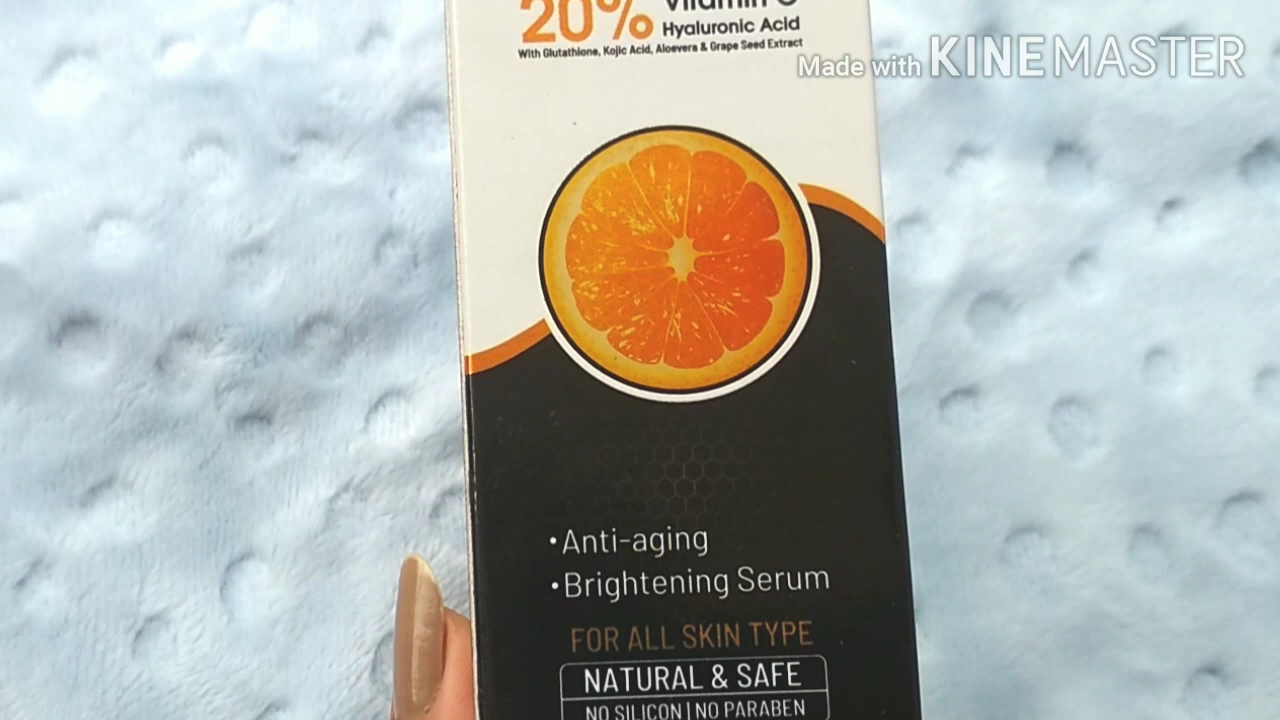 20% Vitamin C
Hyaluronic Acid
With Glutathione, Kojic Acid, Aloevera & Grape Seed Extract
Made with KINEMASTER
•Anti-aging
•Brightening Serum
FOR ALL SKIN TYPE
NATURAL & SAFE
NO SILICON | NO PARABEN